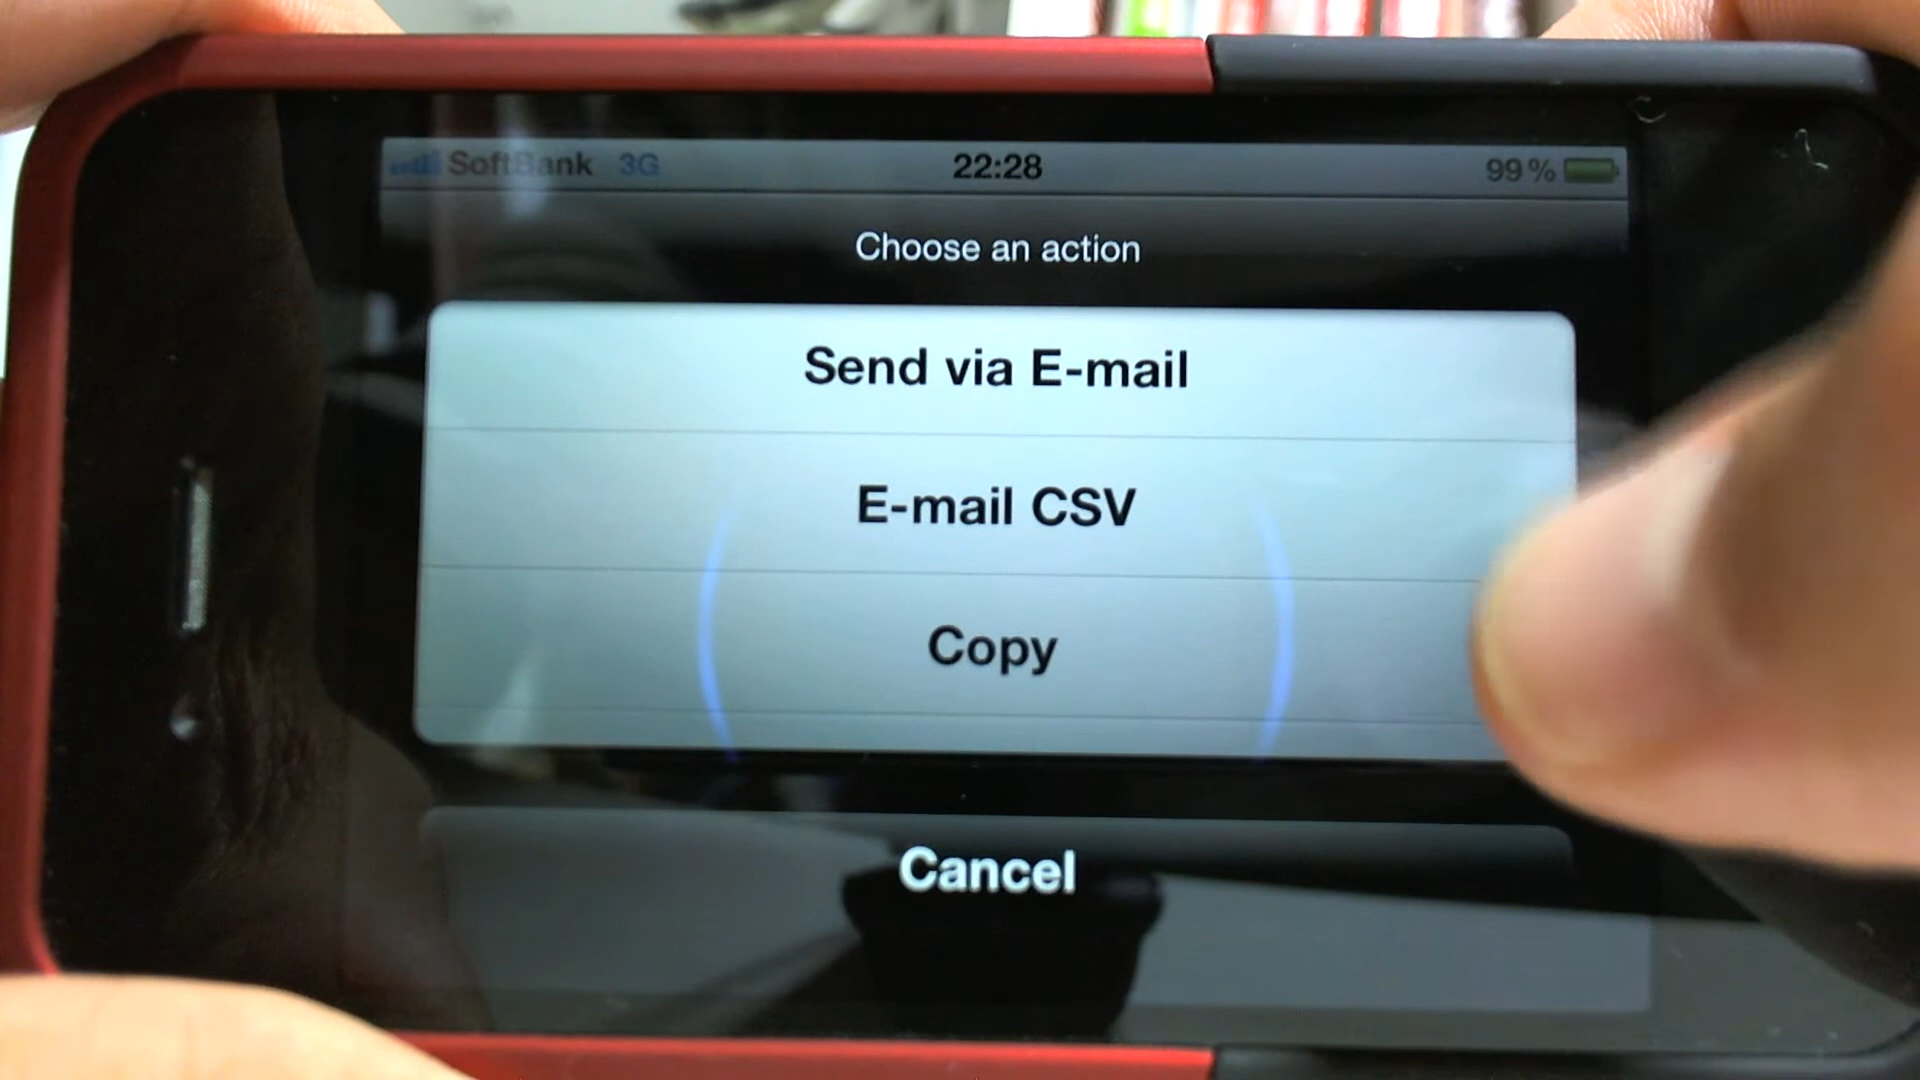 SoftBank 3G 22:28 99%
Choose an action
Send via E-mail
E-mail CSV
Copy
Cancel